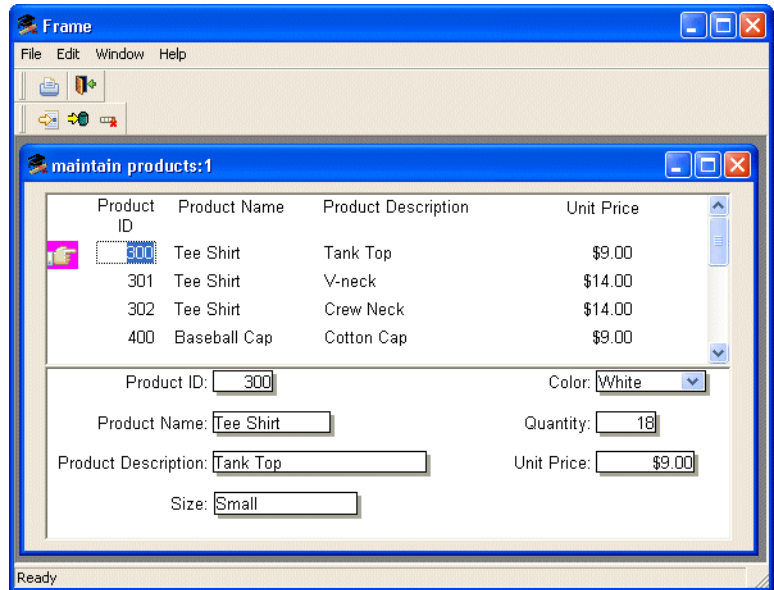 Frame
File Edit Window Help
maintain products:1
Product ID Product Name Product Description Unit Price
300 Tee Shirt Tank Top $9.00
301 Tee Shirt V-neck $14.00
302 Tee Shirt Crew Neck $14.00
400 Baseball Cap Cotton Cap $9.00
Product ID: 300 Color: White
Product Name: Tee Shirt Quantity: 18
Product Description: Tank Top Unit Price: $9.00
Size: Small
Ready